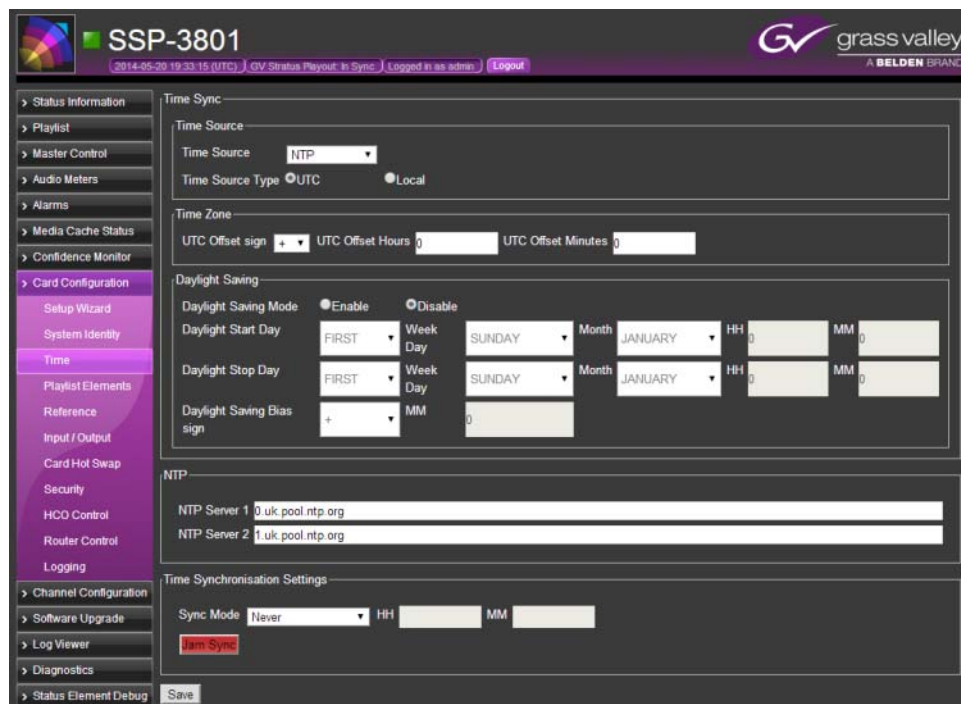 SSP-3801
2014-05-20 19:33:15 (UTC) GV Stratus Playout: In Sync Logged in as admin Logout
GV grass valley
A BELDEN BRAND
Status Information
Playlist
Master Control
Audio Meters
Alarms
Media Cache Status
Confidence Monitor
Card Configuration
Setup Wizard
System Identity
Time
Playlist Elements
Reference
Input / Output
Card Hot Swap
Security
HCO Control
Router Control
Logging
Channel Configuration
Software Upgrade
Log Viewer
Diagnostics
Status Element Debug
Time Sync
Time Source
Time Source NTP
Time Source Type UTC Local
Time Zone
UTC Offset sign + UTC Offset Hours 0 UTC Offset Minutes 0
Daylight Saving
Daylight Saving Mode Enable Disable
Daylight Start Day FIRST Week Day SUNDAY Month JANUARY HH 0 MM 0
Daylight Stop Day FIRST Week Day SUNDAY Month JANUARY HH 0 MM 0
Daylight Saving Bias sign + MM 0
NTP
NTP Server 1 0.uk.pool.ntp.org
NTP Server 2 1.uk.pool.ntp.org
Time Synchronisation Settings
Sync Mode Never HH MM
Jam Sync
Save